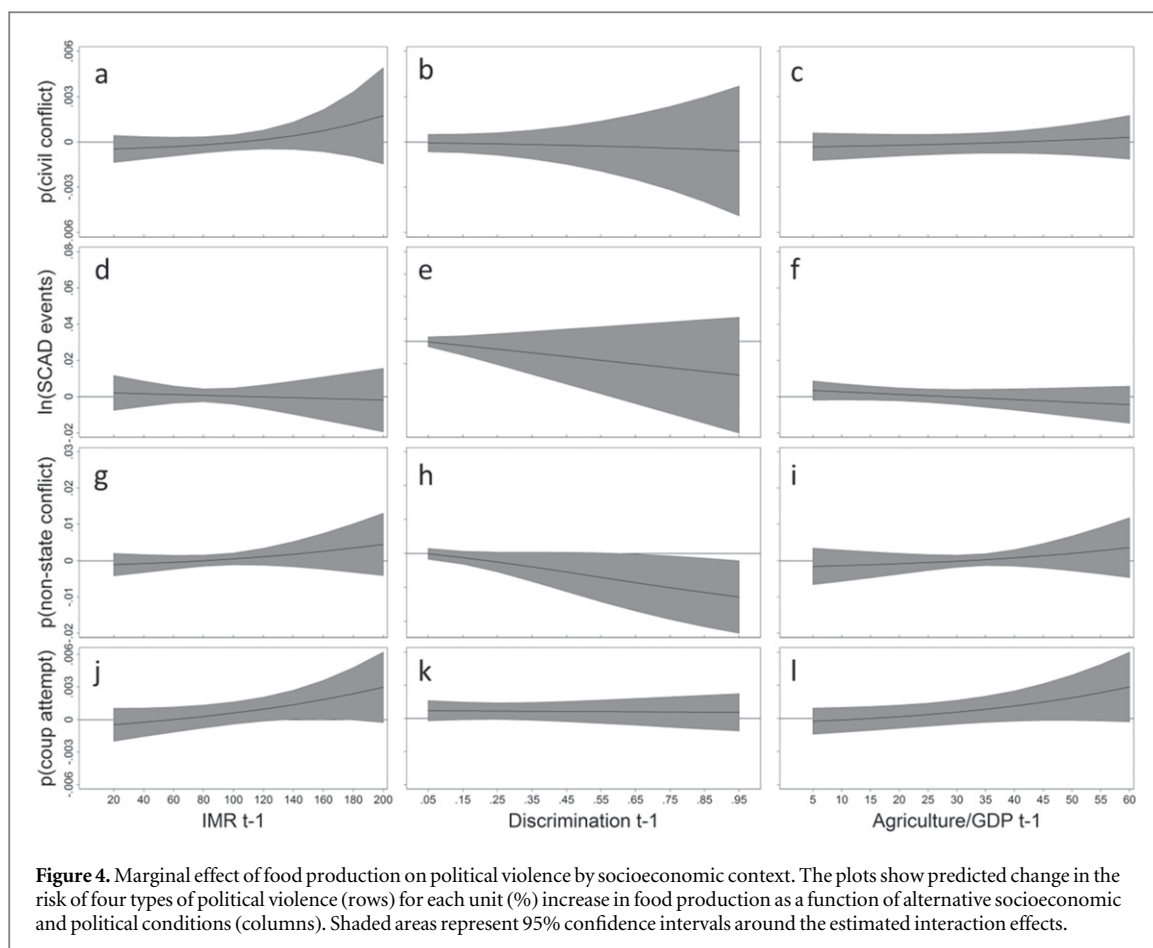 a
b
c
p(civil conflict)
.006
.003
0
-.003
-.006
d
e
f
ln(SCAD events)
.08
.06
.04
.02
0
-.02
g
h
i
p(non-state conflict)
.03
.02
.01
0
-.01
-.02
j
k
l
p(coup attempt)
.006
.003
0
-.003
-.006
20 40 60 80 100 120 140 160 180 200
.05 .15 .25 .35 .45 .55 .65 .75 .85 .95
5 10 15 20 25 30 35 40 45 50 55 60
IMR t-1
Discrimination t-1
Agriculture/GDP t-1
Figure 4. Marginal effect of food production on political violence by socioeconomic context. The plots show predicted change in the
risk of four types of political violence (rows) for each unit (%) increase in food production as a function of alternative socioeconomic
and political conditions (columns). Shaded areas represent 95% confidence intervals around the estimated interaction effects.